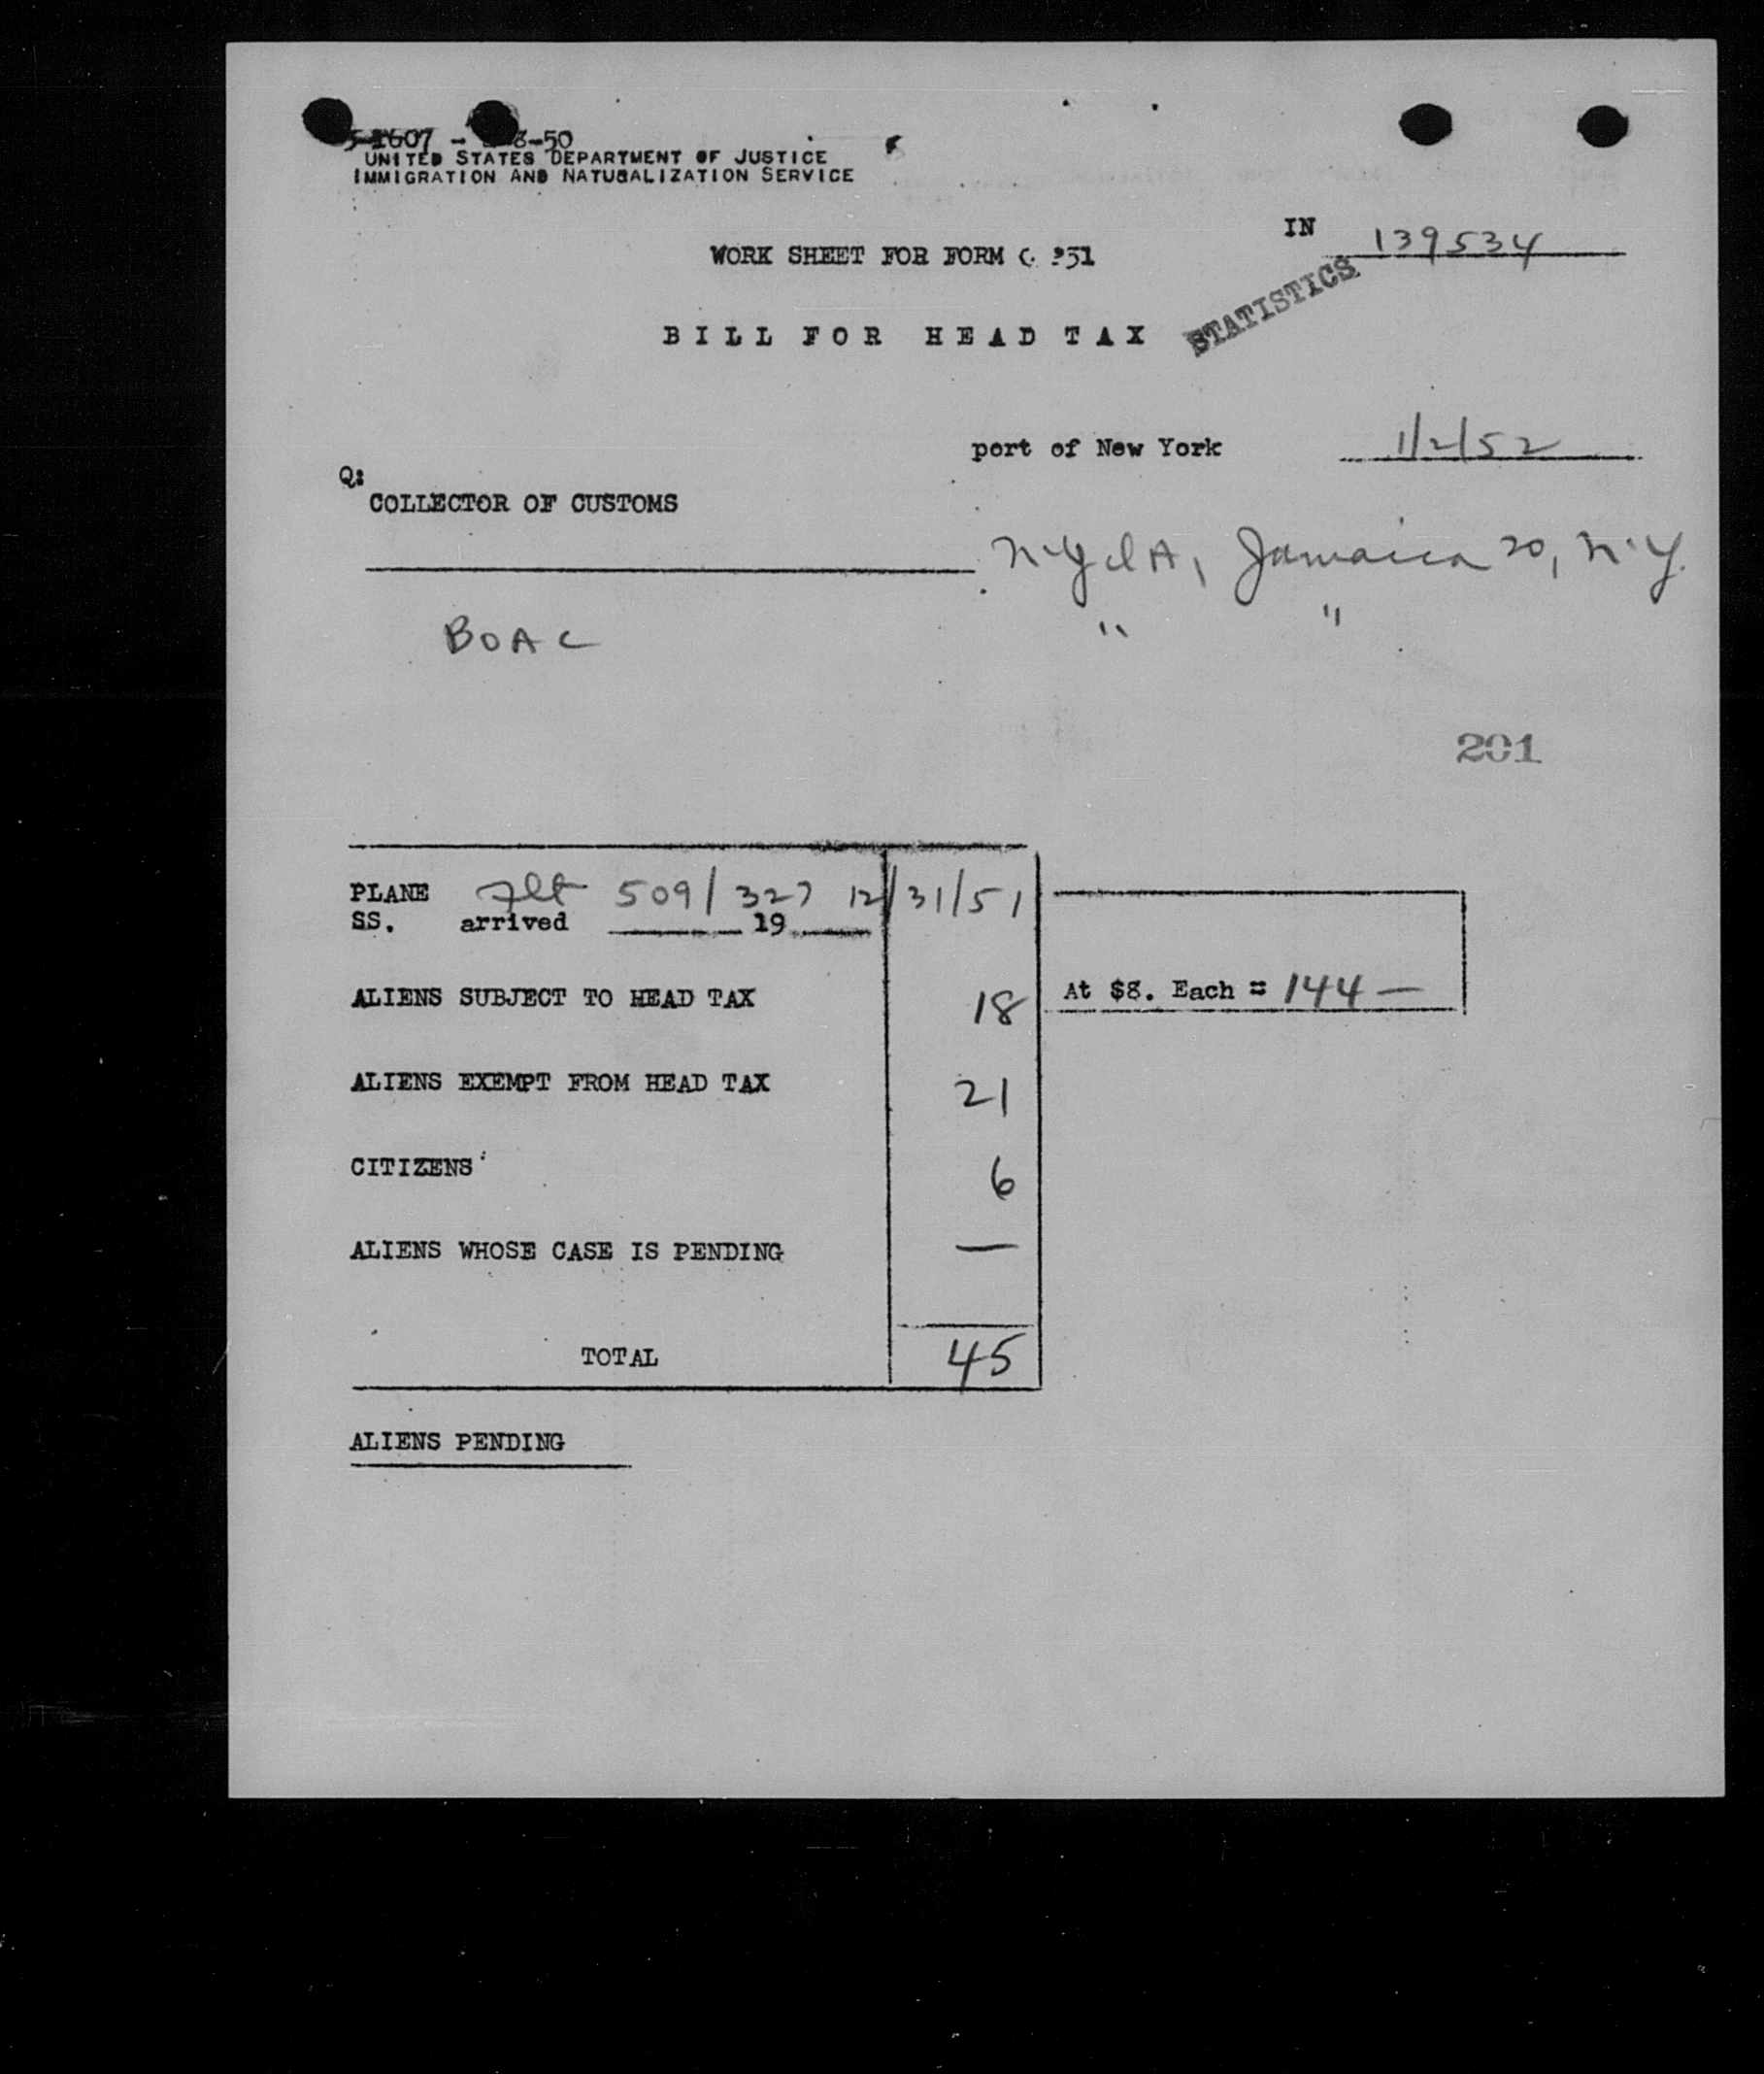 -50
UNITED STATES DEPARTMENT OF JUSTICE
IMMIGRATION AND NATURALIZATION SERVICE
IN 139534
WORK SHEET FOR FORM
STATISTICS
BILL FOR HEAD TAX
port of New York 1/2/52
Q:
COLLECTOR OF CUSTOMS
NYIA, Jamaica 20, N.Y.
BOAC " "
201
PLANE Flt 509/327 12/31/51
SS. arrived 19
ALIENS SUBJECT TO HEAD TAX 18 At $8. Each = 144 —
ALIENS EXEMPT FROM HEAD TAX 21
CITIZENS 6
ALIENS WHOSE CASE IS PENDING —
TOTAL 45
ALIENS PENDING